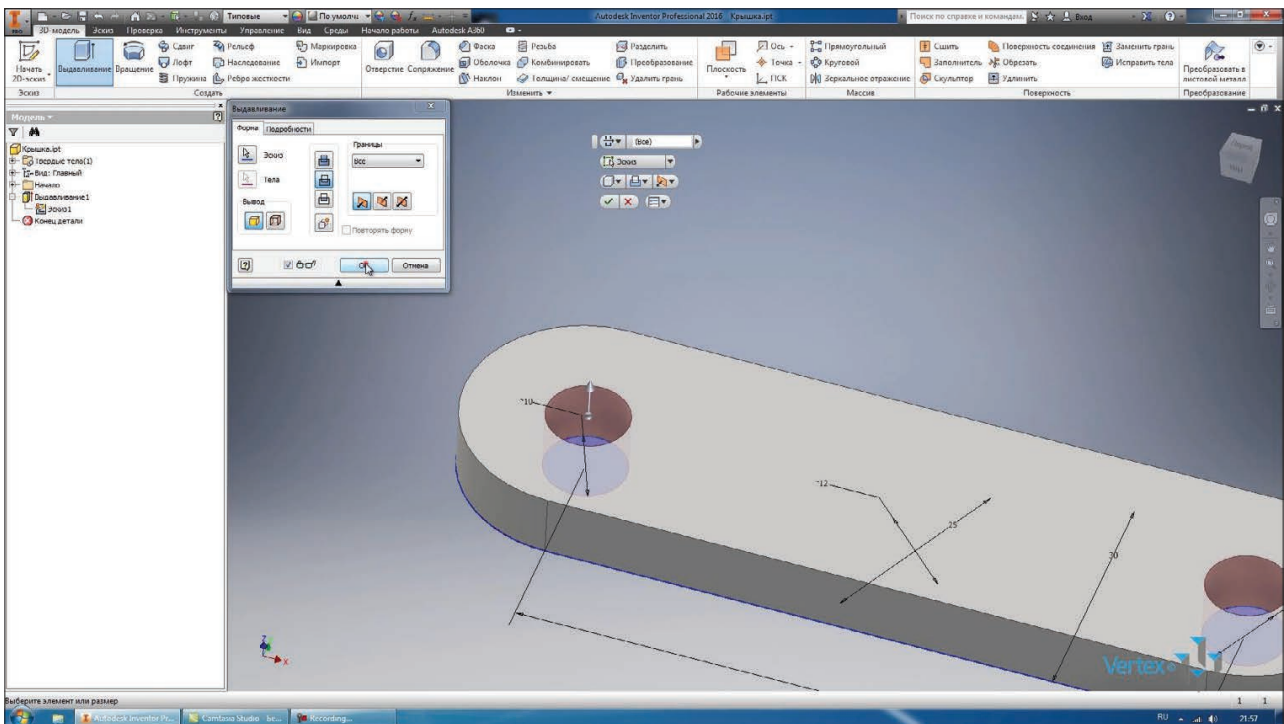 Типовые
По умолч
Autodesk Inventor Professional 2016 Крышка.ipt
Поиск по справке и командам.
Вход
PRO 3D-модель Эскиз Проверка Инструменты Управление Вид Среды Начало работы Autodesk A360
Начать 2D-эскиз
Выдавливание
Вращение
Сдвиг
Лофт
Пружина
Рельеф
Наследование
Ребро жесткости
Маркировка
Импорт
Отверстие
Сопряжение
Фаска
Оболочка
Наклон
Резьба
Комбинировать
Толщина/ смещение
Разделить
Преобразование
Удалить грань
Плоскость
Ось
Точка
ПСК
Прямоугольный
Круговой
Зеркальное отражение
Сшить
Заполнитель
Скульптор
Поверхность соединения
Обрезать
Удлинить
Заменить грань
Исправить тела
Преобразовать в листовой металл
Эскиз
Создать
Изменить
Рабочие элементы
Массив
Поверхность
Преобразование
Модель
Крышка.ipt
Твердые тела(1)
Вид: Главный
Начало
Выдавливание1
Эскиз1
Конец детали
Выдавливание
Форма Подробности
Эскиз
Тела
Вывод
Границы
Все
Повторять форму
OK
Отмена
(Все)
Эскиз
10
12
25
30
Z
X
Vertex
Выберите элемент или размер
1 1
Autodesk Inventor Pr...
Camtasia Studio - Бе...
Recording...
RU
21:57